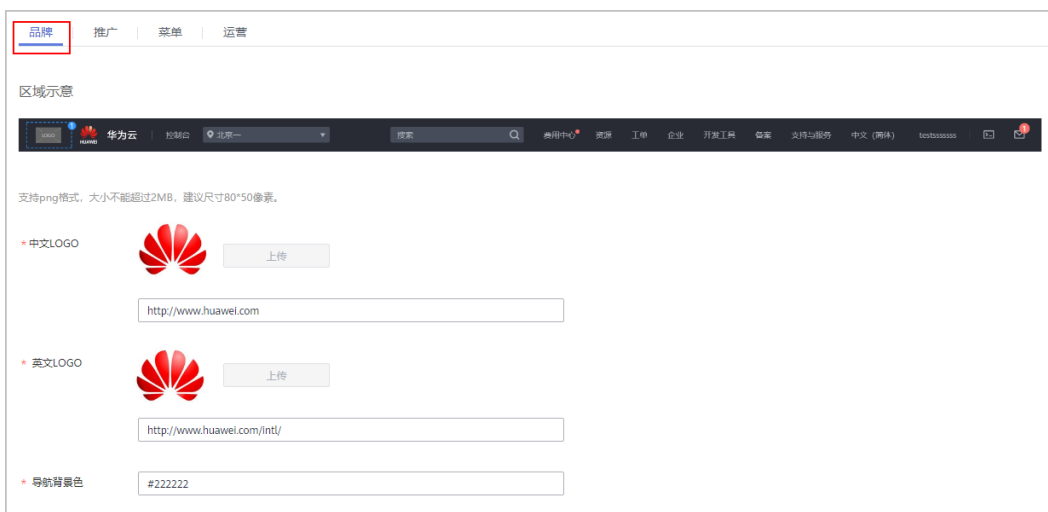 品牌 推广 菜单 运营
区域示意
LOGO 1 HUAWEI 华为云 控制台 北京一 搜索 费用中心 资源 工单 企业 开发工具 备案 支持与服务 中文 (简体) testsssssss 1
支持png格式，大小不能超过2MB，建议尺寸80*50像素。
* 中文LOGO 上传
http://www.huawei.com
* 英文LOGO 上传
http://www.huawei.com/intl/
* 导航背景色 #222222